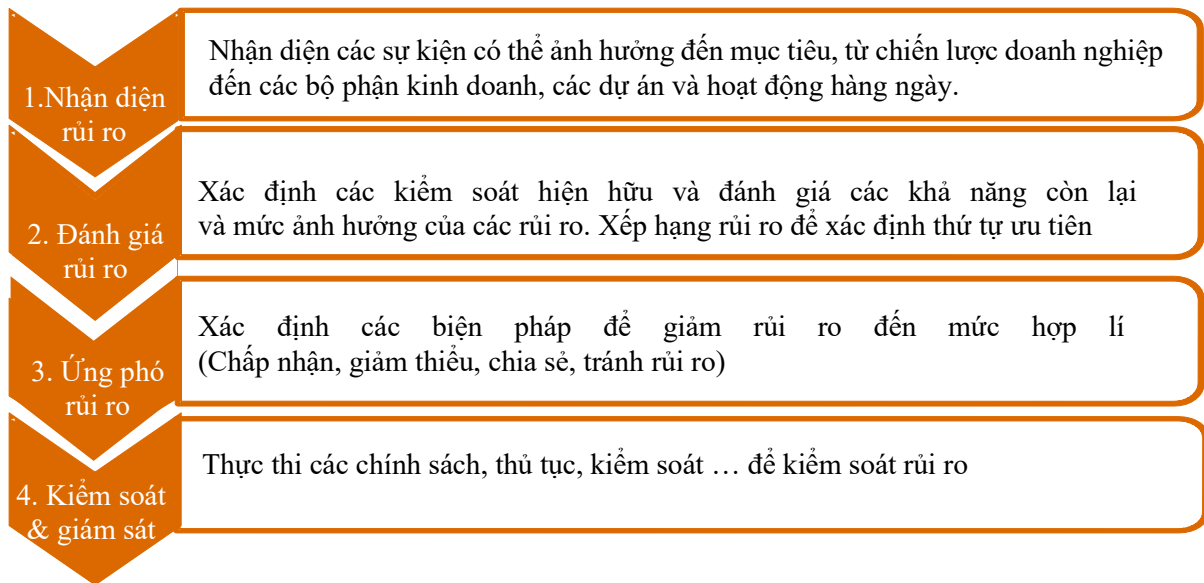 1.Nhận diện
rủi ro
Nhận diện các sự kiện có thể ảnh hưởng đến mục tiêu, từ chiến lược doanh nghiệp
đến các bộ phận kinh doanh, các dự án và hoạt động hàng ngày.
2. Đánh giá
rủi ro
Xác định các kiểm soát hiện hữu và đánh giá các khả năng còn lại
và mức ảnh hưởng của các rủi ro. Xếp hạng rủi ro để xác định thứ tự ưu tiên
3. Ứng phó
rủi ro
Xác định các biện pháp để giảm rủi ro đến mức hợp lí
(Chấp nhận, giảm thiểu, chia sẻ, tránh rủi ro)
4. Kiểm soát
& giám sát
Thực thi các chính sách, thủ tục, kiểm soát … để kiểm soát rủi ro